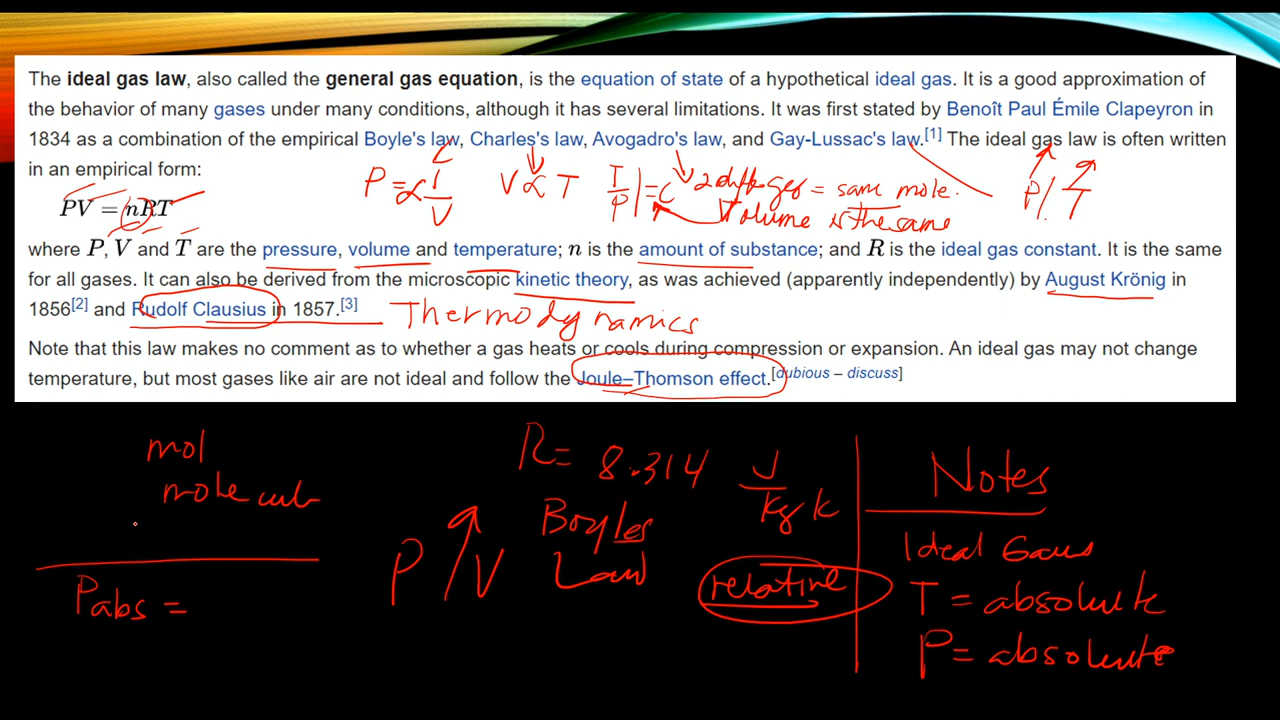 The ideal gas law, also called the general gas equation, is the equation of state of a hypothetical ideal gas. It is a good approximation of
the behavior of many gases under many conditions, although it has several limitations. It was first stated by Benoît Paul Émile Clapeyron in
1834 as a combination of the empirical Boyle's law, Charles's law, Avogadro's law, and Gay-Lussac's law.[1] The ideal gas law is often written
in an empirical form:
P = ∝ 1/V V ∝ T T/P = C 2 diff gases = same mole. P / T
Volume is the same
PV = nRT
where P, V and T are the pressure, volume and temperature; n is the amount of substance; and R is the ideal gas constant. It is the same
for all gases. It can also be derived from the microscopic kinetic theory, as was achieved (apparently independently) by August Krönig in
1856[2] and Rudolf Clausius in 1857.[3] Thermodynamics
Note that this law makes no comment as to whether a gas heats or cools during compression or expansion. An ideal gas may not change
temperature, but most gases like air are not ideal and follow the Joule–Thomson effect.[dubious – discuss]
mol
molecul
Pabs =
R = 8.314 J/kg K
P / V
Boyles
Law
relative
Notes
Ideal Gaus
T = absolute
P = absolute